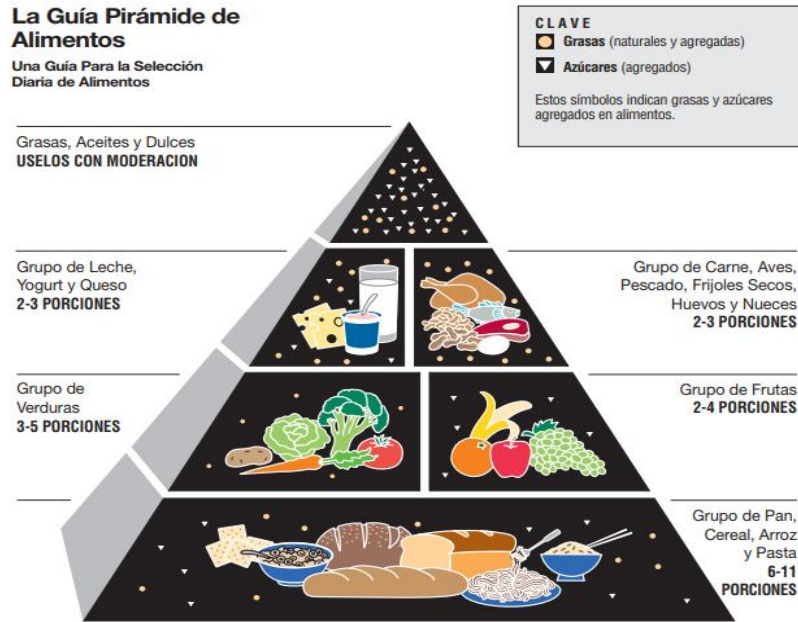 La Guía Pirámide de
Alimentos
Una Guía Para la Selección
Diaria de Alimentos
CLAVE
Grasas (naturales y agregadas)
Azúcares (agregados)
Estos símbolos indican grasas y azúcares
agregados en alimentos.
Grasas, Aceites y Dulces
USELOS CON MODERACION
Grupo de Leche,
Yogurt y Queso
2-3 PORCIONES
Grupo de Carne, Aves,
Pescado, Frijoles Secos,
Huevos y Nueces
2-3 PORCIONES
Grupo de
Verduras
3-5 PORCIONES
Grupo de Frutas
2-4 PORCIONES
Grupo de Pan,
Cereal, Arroz
y Pasta
6-11
PORCIONES